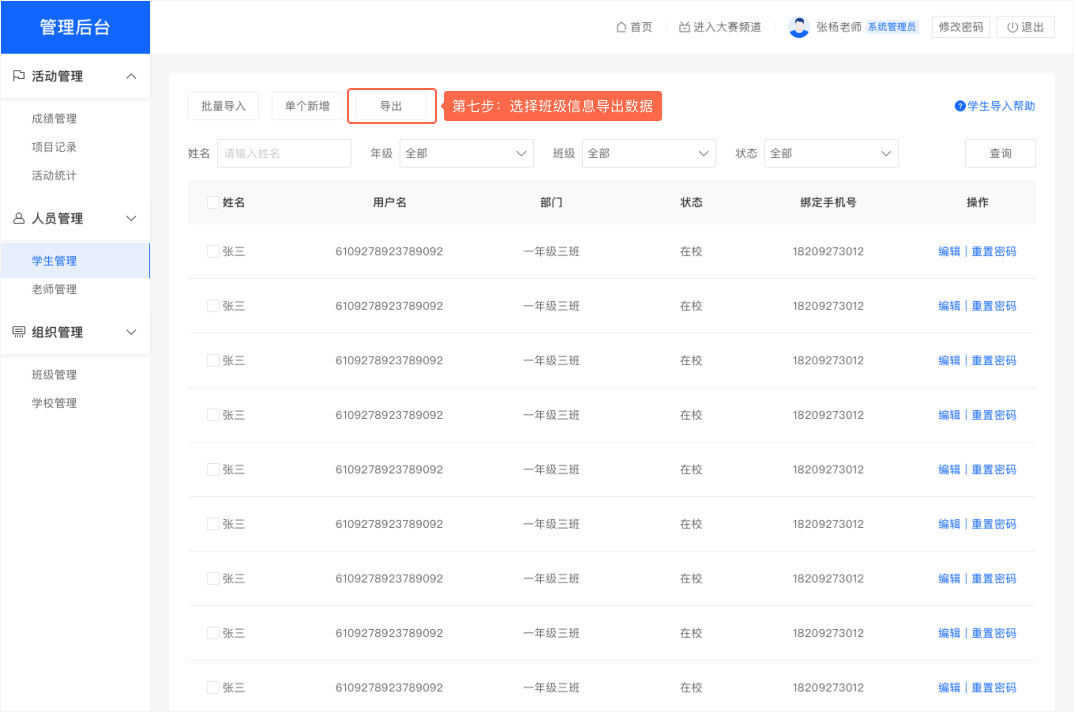 管理后台
首页
进入大赛频道
张杨老师 系统管理员
修改密码
退出
活动管理
成绩管理
项目记录
活动统计
人员管理
学生管理
老师管理
组织管理
班级管理
学校管理
批量导入 单个新增 导出 第七步：选择班级信息导出数据 学生导入帮助
姓名 请输入姓名 年级 全部 班级 全部 状态 全部 查询
姓名 用户名 部门 状态 绑定手机号 操作
张三 6109278923789092 一年级三班 在校 18209273012 编辑 | 重置密码
张三 6109278923789092 一年级三班 在校 18209273012 编辑 | 重置密码
张三 6109278923789092 一年级三班 在校 18209273012 编辑 | 重置密码
张三 6109278923789092 一年级三班 在校 18209273012 编辑 | 重置密码
张三 6109278923789092 一年级三班 在校 18209273012 编辑 | 重置密码
张三 6109278923789092 一年级三班 在校 18209273012 编辑 | 重置密码
张三 6109278923789092 一年级三班 在校 18209273012 编辑 | 重置密码
张三 6109278923789092 一年级三班 在校 18209273012 编辑 | 重置密码
张三 6109278923789092 一年级三班 在校 18209273012 编辑 | 重置密码